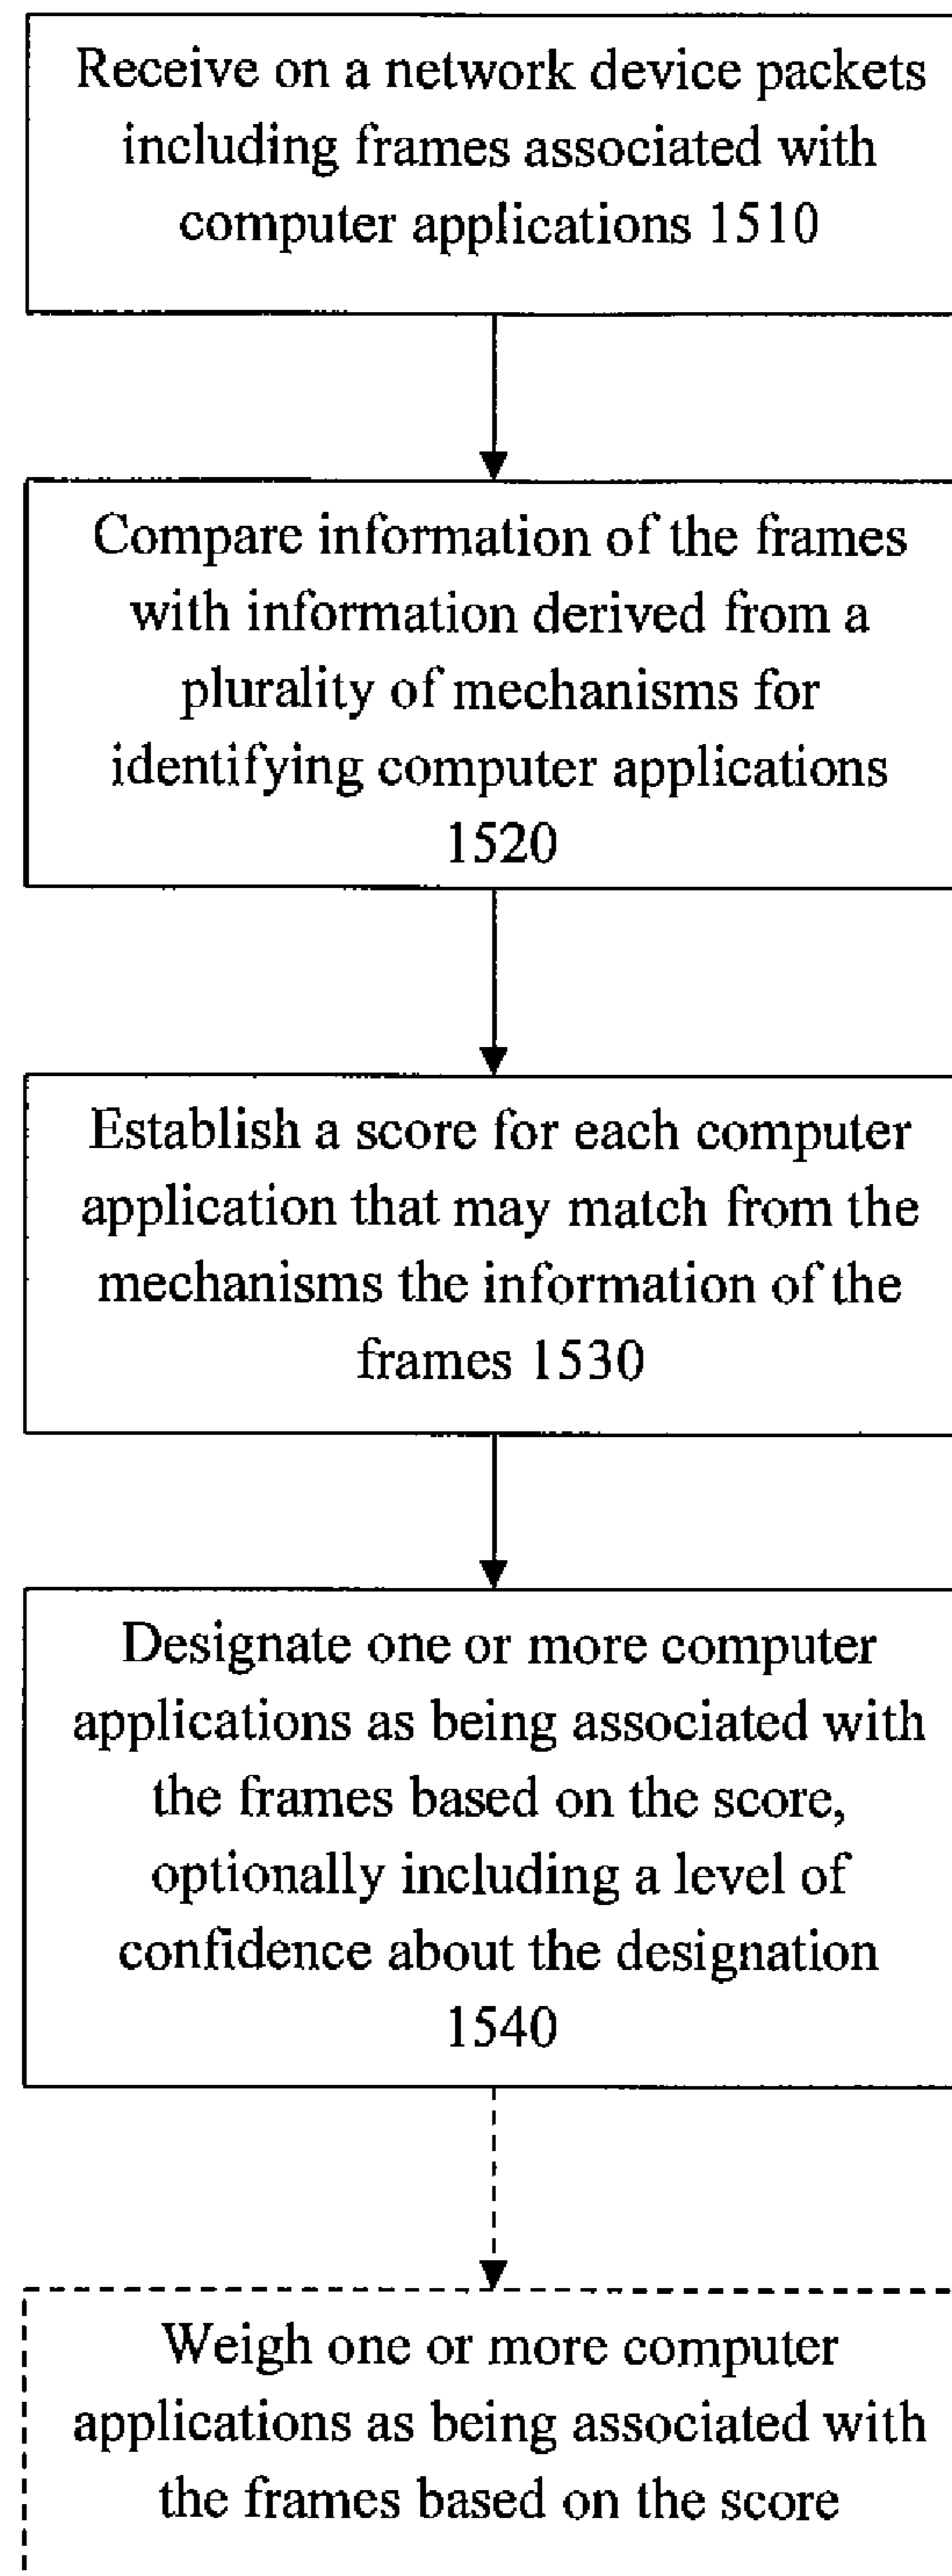 Receive on a network device packets
including frames associated with
computer applications 1510
Compare information of the frames
with information derived from a
plurality of mechanisms for
identifying computer applications
1520
Establish a score for each computer
application that may match from the
mechanisms the information of the
frames 1530
Designate one or more computer
applications as being associated with
the frames based on the score,
optionally including a level of
confidence about the designation
1540
Weigh one or more computer
applications as being associated with
the frames based on the score